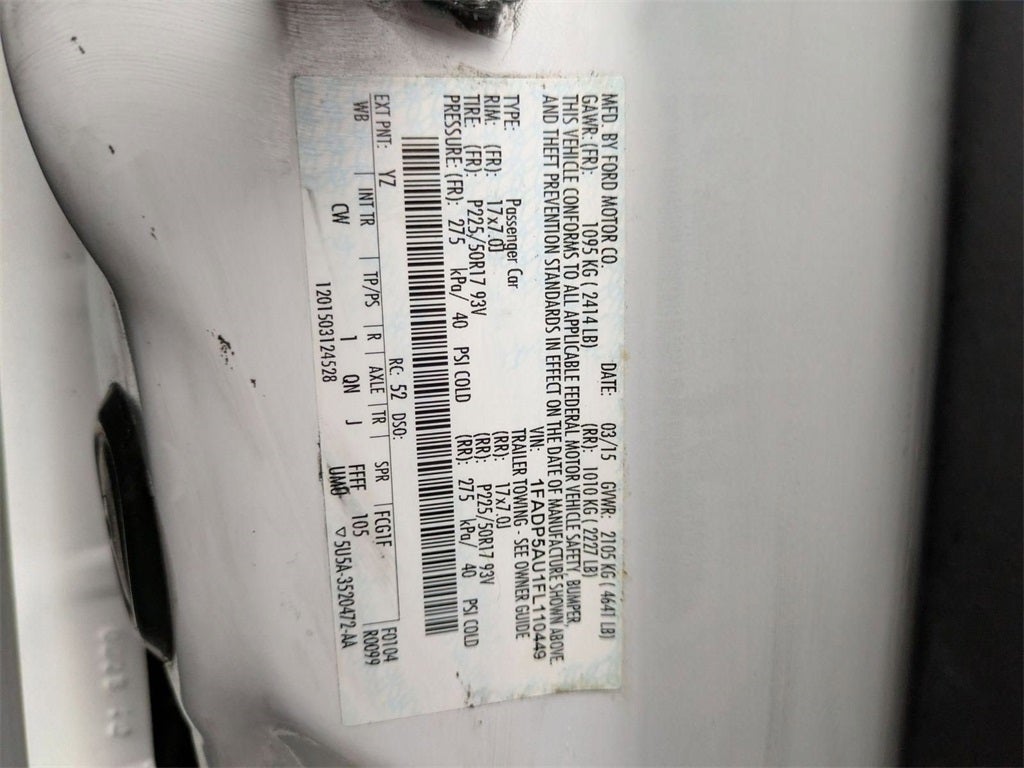 MFD. BY FORD MOTOR CO. DATE: 03/15 GVWR: 2105 KG ( 4641 LB)
GAWR: (FR): 1095 KG ( 2414 LB) (RR): 1010 KG ( 2227 LB)
THIS VEHICLE CONFORMS TO ALL APPLICABLE FEDERAL MOTOR VEHICLE SAFETY, BUMPER,
AND THEFT PREVENTION STANDARDS IN EFFECT ON THE DATE OF MANUFACTURE SHOWN ABOVE.
VIN: 1FADP5AU1FL110449
TYPE: Passenger Car TRAILER TOWING - SEE OWNER GUIDE
RIM: (FR): 17x7.0J (RR): 17x7.0J
TIRE: (FR): P225/50R17 93V (RR): P225/50R17 93V
PRESSURE: (FR): 275 kPa/ 40 PSI COLD (RR): 275 kPa/ 40 PSI COLD
RC: 52 DSO: F0104
EXT PNT: YZ R0099
WB INT TR TP/PS R AXLE TR SPR FCG1F
CW 1 QN J FFFF 105
1201503124528 UMO ▽5U5A-3520472-AA